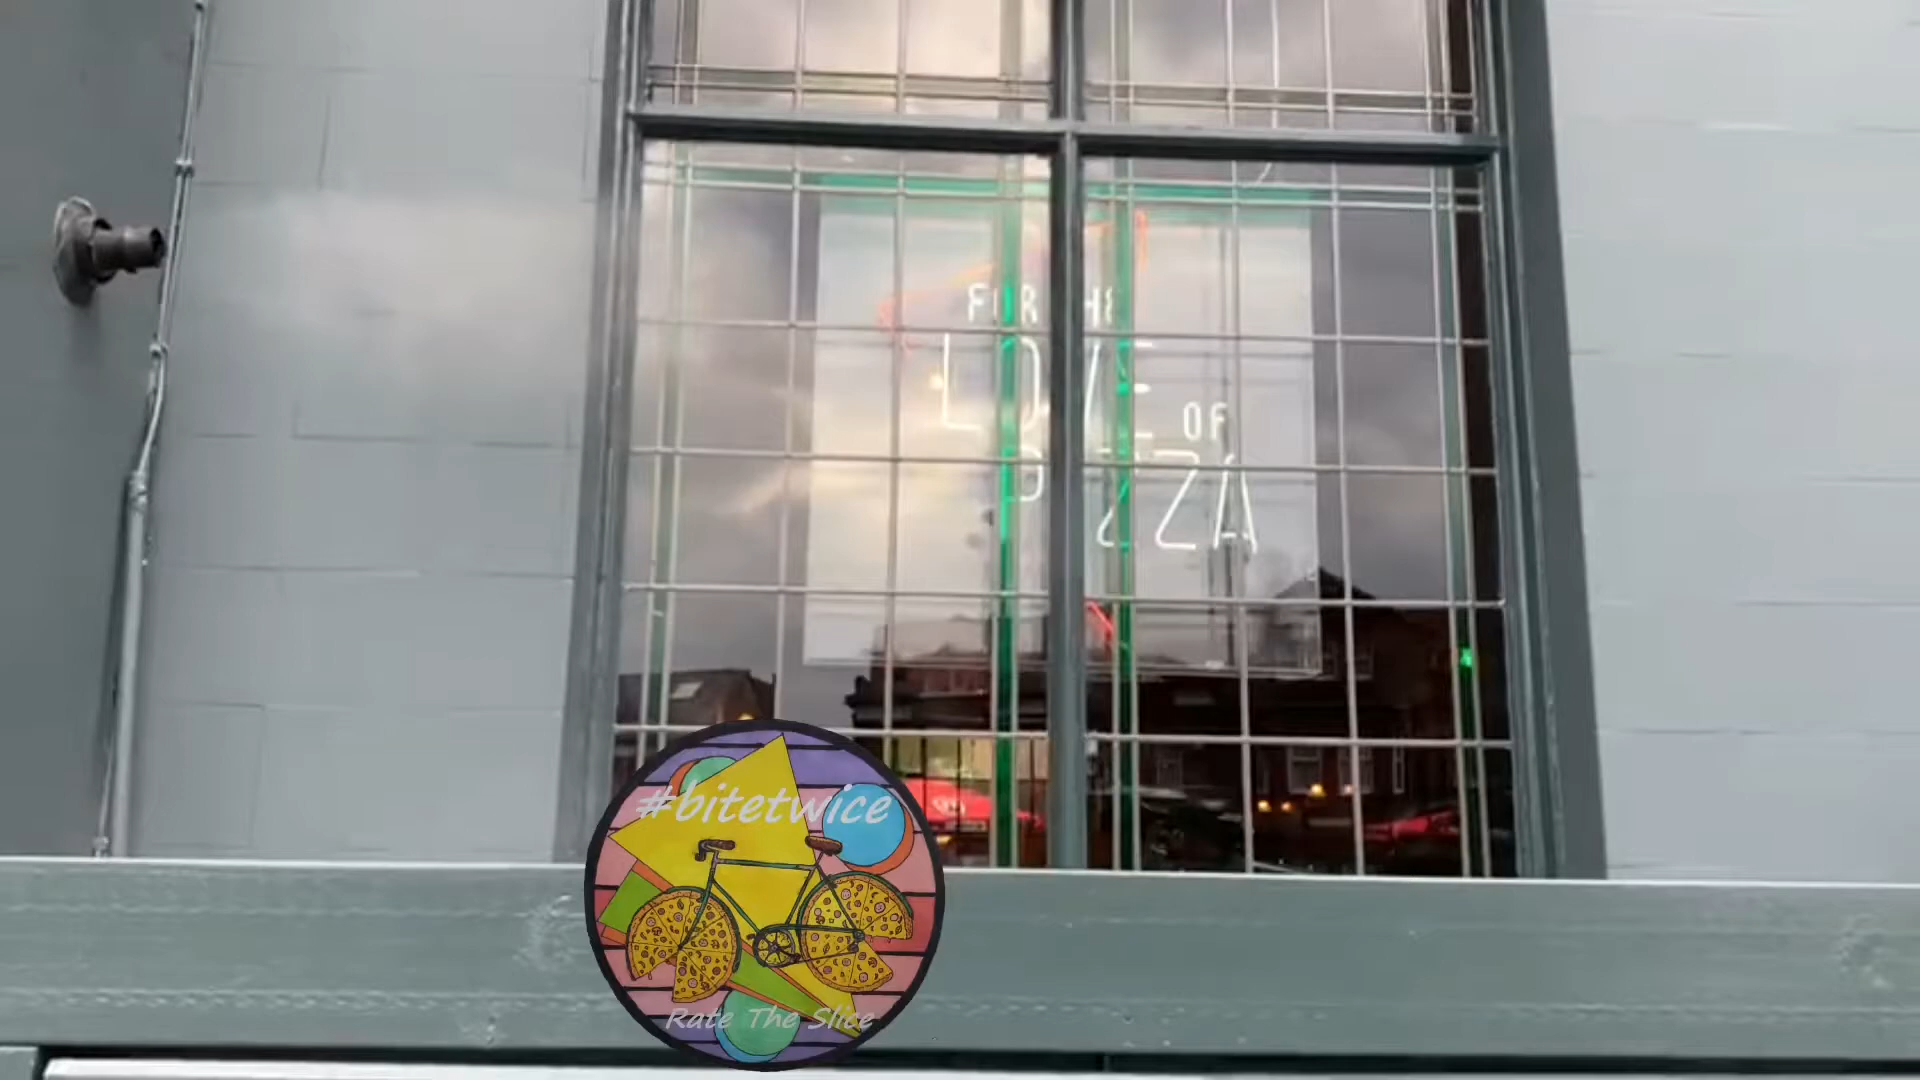 FOR THE
LOVE
OF
PIZZA
#bitetwice
Rate The Slice